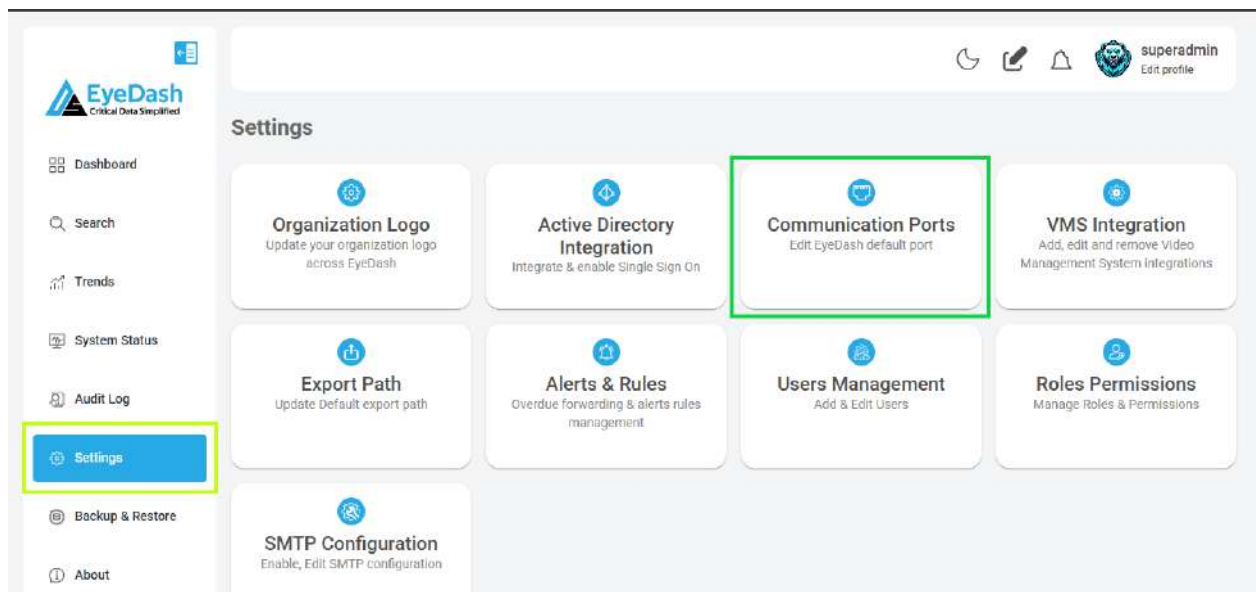 superadmin
Edit profile
EyeDash
Critical Data Simplified
Settings
Dashboard
Search
Trends
System Status
Audit Log
Settings
Backup & Restore
About
Organization Logo
Update your organization logo
across EyeDash
Active Directory
Integration
Integrate & enable Single Sign On
Communication Ports
Edit EyeDash default port
VMS Integration
Add, edit and remove Video
Management System integrations
Export Path
Update Default export path
Alerts & Rules
Overdue forwarding & alerts rules
management
Users Management
Add & Edit Users
Roles Permissions
Manage Roles & Permissions
SMTP Configuration
Enable, Edit SMTP configuration